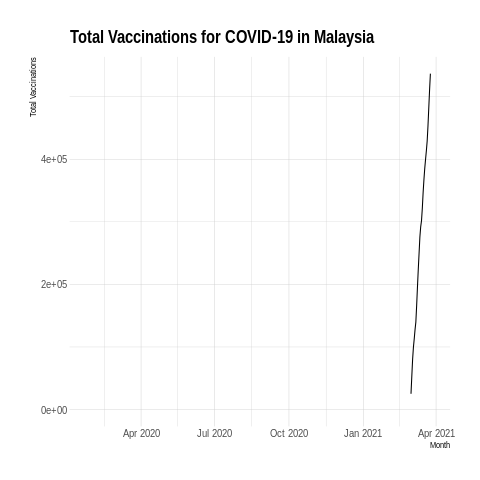 Total Vaccinations for COVID-19 in Malaysia
Total Vaccinations
4e+05
2e+05
0e+00
Apr 2020 Jul 2020 Oct 2020 Jan 2021 Apr 2021
Month